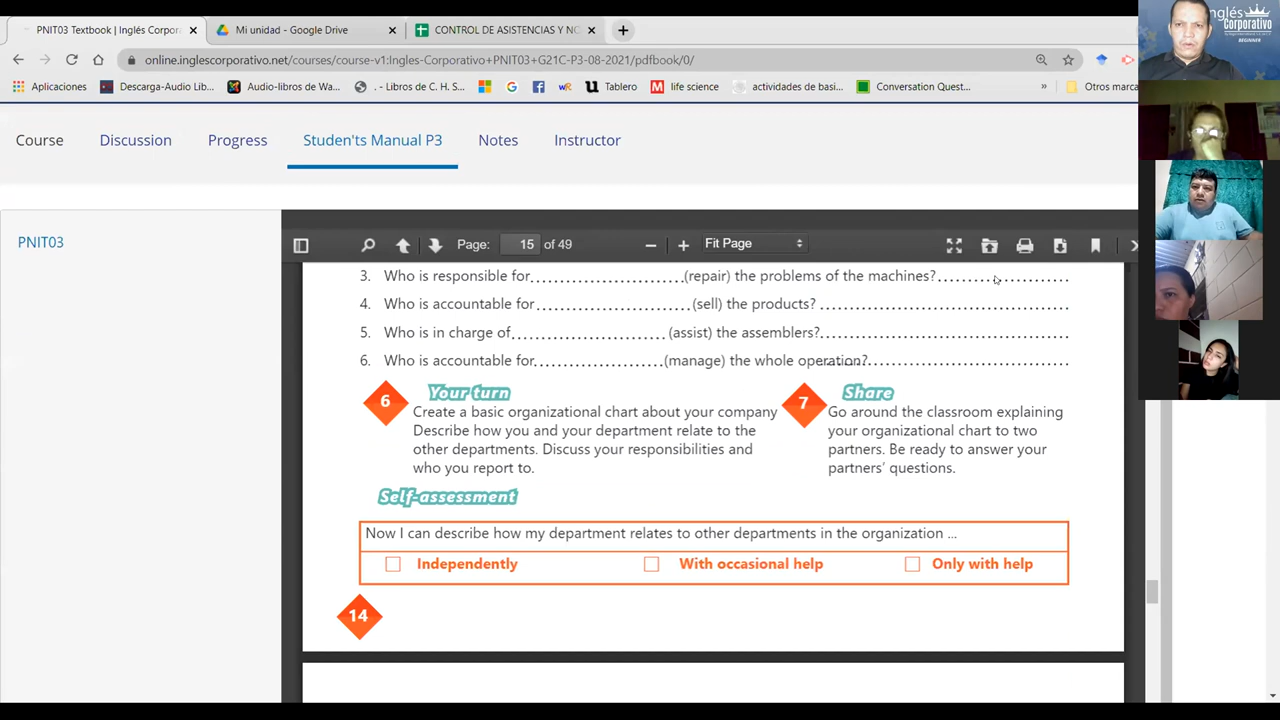 PNIT03 Textbook | Inglés Corpor
Mi unidad - Google Drive
CONTROL DE ASISTENCIAS Y NO
online.inglescorporativo.net/courses/course-v1:Ingles-Corporativo+PNIT03+G21C-P3-08-2021/pdfbook/0/
Aplicaciones
Descarga-Audio Lib...
Audio-libros de Wa...
- Libros de C. H. S...
Tablero
life science
actividades de basi...
Conversation Quest...
Otros marca
Inglés
Corporativo
BEGINNER
Course
Discussion
Progress
Studen'ts Manual P3
Notes
Instructor
PNIT03
Page: 15 of 49
Fit Page
3. Who is responsible for.............................(repair) the problems of the machines?........................
4. Who is accountable for.............................(sell) the products?.............................................
5. Who is in charge of.............................(assist) the assemblers?.............................................
6. Who is accountable for........................(manage) the whole operation?.....................................
6 Your turn
Create a basic organizational chart about your company
Describe how you and your department relate to the
other departments. Discuss your responsibilities and
who you report to.
7 Share
Go around the classroom explaining
your organizational chart to two
partners. Be ready to answer your
partners' questions.
Self-assessment
Now I can describe how my department relates to other departments in the organization ...
Independently
With occasional help
Only with help
14